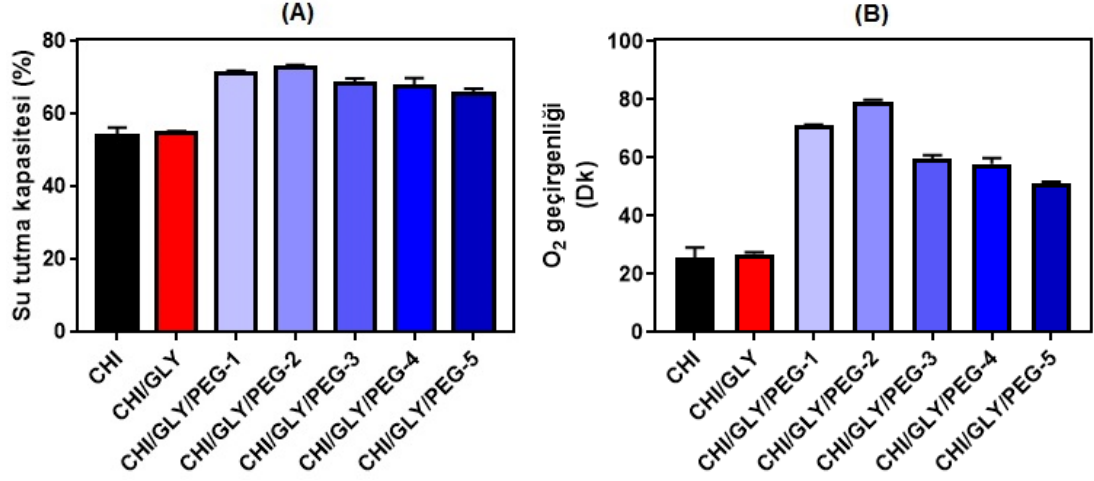 (A)
Su tutma kapasitesi (%)
80
60
40
20
0
CHI
CHI/GLY
CHI/GLY/PEG-1
CHI/GLY/PEG-2
CHI/GLY/PEG-3
CHI/GLY/PEG-4
CHI/GLY/PEG-5
(B)
O₂ geçirgenliği
(Dk)
100
80
60
40
20
0
CHI
CHI/GLY
CHI/GLY/PEG-1
CHI/GLY/PEG-2
CHI/GLY/PEG-3
CHI/GLY/PEG-4
CHI/GLY/PEG-5